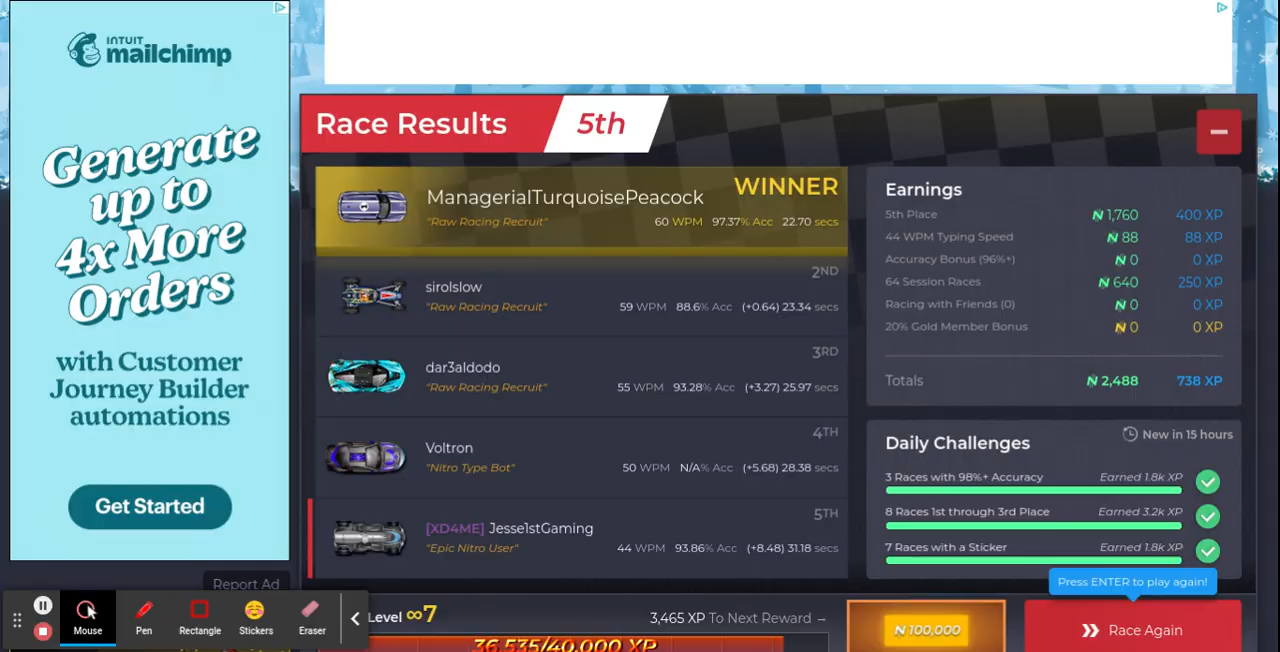 INTUIT
mailchimp
Generate
up to
4x More
Orders
with Customer
Journey Builder
automations
Get Started
Report Ad
Race Results 5th
ManagerialTurquoisePeacock WINNER
"Raw Racing Recruit" 60 WPM 97.37% Acc 22.70 secs
2ND
sirolslow
"Raw Racing Recruit" 59 WPM 88.6% Acc (+0.64) 23.34 secs
3RD
dar3aldodo
"Raw Racing Recruit" 55 WPM 93.28% Acc (+3.27) 25.97 secs
4TH
Voltron
"Nitro Type Bot" 50 WPM N/A% Acc (+5.68) 28.38 secs
5TH
[XD4ME] Jesse1stGaming
"Epic Nitro User" 44 WPM 93.86% Acc (+8.48) 31.18 secs
Earnings
5th Place N 1,760 400 XP
44 WPM Typing Speed N 88 88 XP
Accuracy Bonus (96%+) N 0 0 XP
64 Session Races N 640 250 XP
Racing with Friends (0) N 0 0 XP
20% Gold Member Bonus N 0 0 XP
Totals N 2,488 738 XP
Daily Challenges New in 15 hours
3 Races with 98%+ Accuracy Earned 1.8k XP
8 Races 1st through 3rd Place Earned 3.2k XP
7 Races with a Sticker Earned 1.8k XP
Press ENTER to play again!
Mouse Pen Rectangle Stickers Eraser
Level ∞7 3,465 XP To Next Reward →
36,535/40,000 XP
N 100,000
Race Again